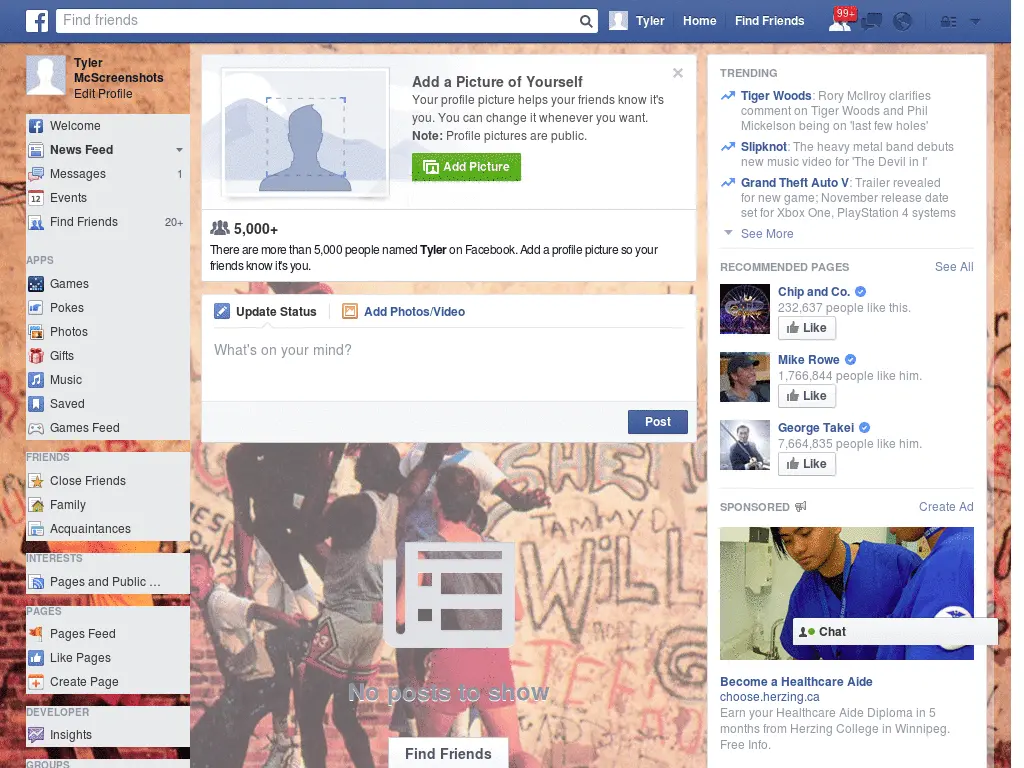 Find friends
Tyler
Home
Find Friends
99+
Tyler
McScreenshots
Edit Profile
Welcome
News Feed
Messages
1
12
Events
Find Friends
20+
APPS
Games
Pokes
Photos
Gifts
Music
Saved
Games Feed
FRIENDS
Close Friends
Family
Acquaintances
INTERESTS
Pages and Public ...
PAGES
Pages Feed
Like Pages
Create Page
DEVELOPER
Insights
GROUPS
Add a Picture of Yourself
Your profile picture helps your friends know it's
you. You can change it whenever you want.
Note: Profile pictures are public.
Add Picture
5,000+
There are more than 5,000 people named Tyler on Facebook. Add a profile picture so your
friends know it's you.
Update Status
Add Photos/Video
What's on your mind?
Post
TAMMY D
WiLL
No posts to show
Find Friends
TRENDING
Tiger Woods: Rory McIlroy clarifies
comment on Tiger Woods and Phil
Mickelson being on 'last few holes'
Slipknot: The heavy metal band debuts
new music video for 'The Devil in I'
Grand Theft Auto V: Trailer revealed
for new game; November release date
set for Xbox One, PlayStation 4 systems
See More
RECOMMENDED PAGES
See All
Chip and Co.
232,637 people like this.
Like
Mike Rowe
1,766,844 people like him.
Like
George Takei
7,664,835 people like him.
Like
SPONSORED
Create Ad
Chat
Become a Healthcare Aide
choose.herzing.ca
Earn your Healthcare Aide Diploma in 5
months from Herzing College in Winnipeg.
Free Info.